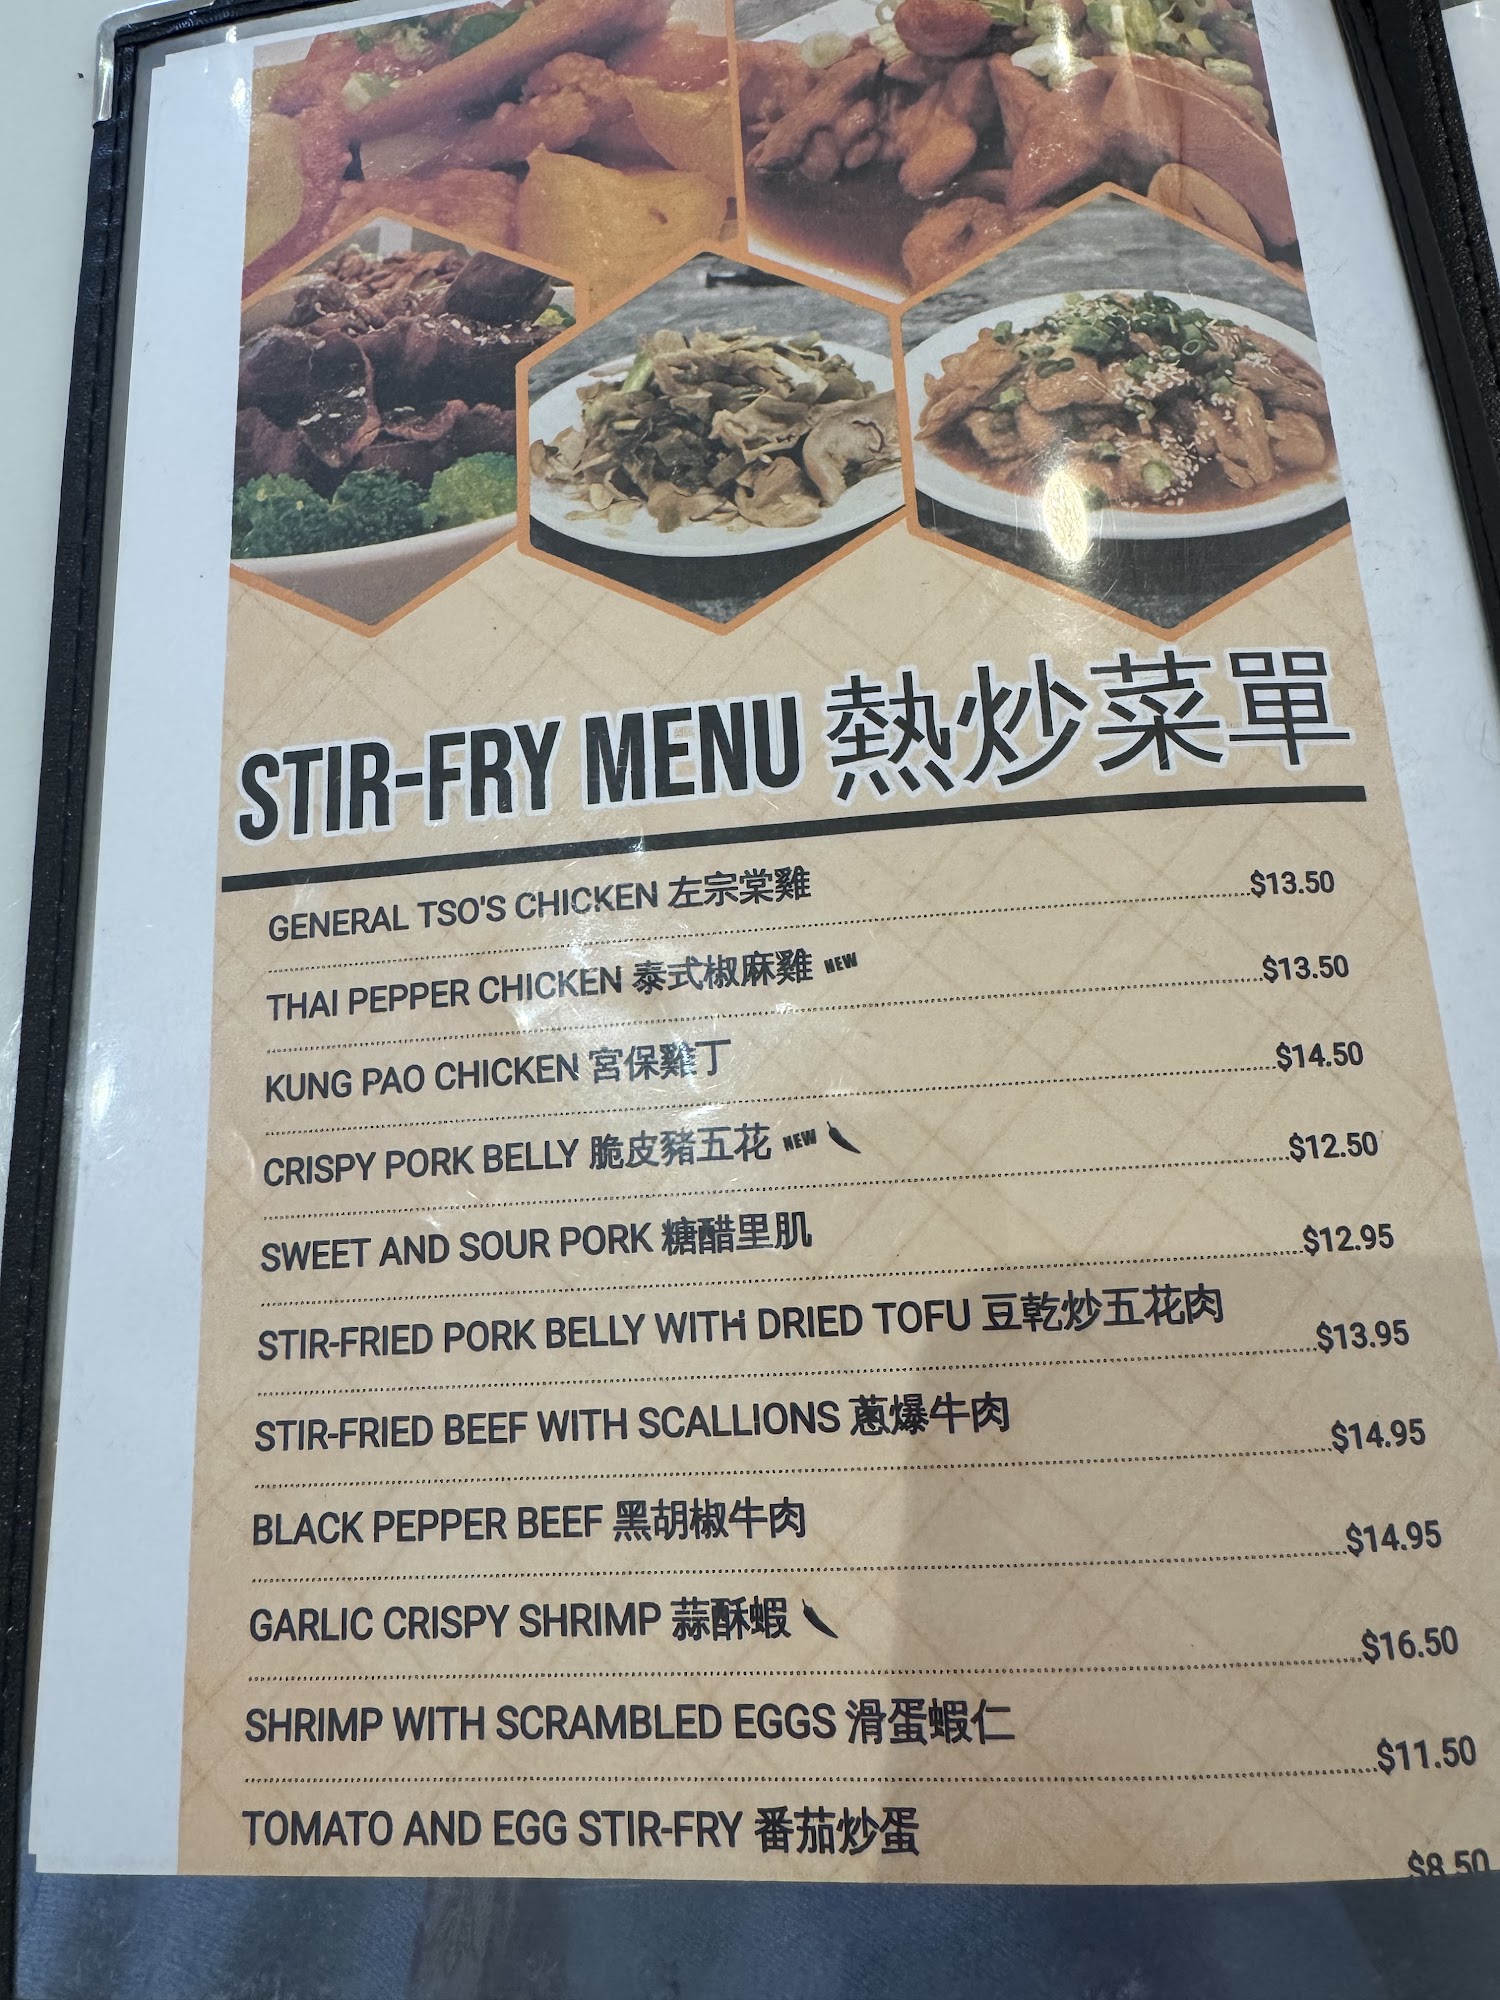 STIR-FRY MENU 熱炒菜單
GENERAL TSO'S CHICKEN 左宗棠雞 $13.50
THAI PEPPER CHICKEN 泰式椒麻雞 NEW $13.50
KUNG PAO CHICKEN 宮保雞丁 $14.50
CRISPY PORK BELLY 脆皮豬五花 NEW $12.50
SWEET AND SOUR PORK 糖醋里肌 $12.95
STIR-FRIED PORK BELLY WITH DRIED TOFU 豆乾炒五花肉 $13.95
STIR-FRIED BEEF WITH SCALLIONS 蔥爆牛肉 $14.95
BLACK PEPPER BEEF 黑胡椒牛肉 $14.95
GARLIC CRISPY SHRIMP 蒜酥蝦 $16.50
SHRIMP WITH SCRAMBLED EGGS 滑蛋蝦仁 $11.50
TOMATO AND EGG STIR-FRY 番茄炒蛋 $8.50